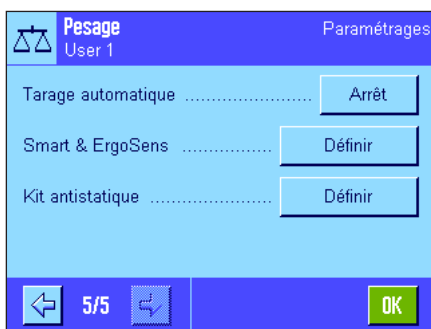 Pesage Paramétrages
User 1
Tarage automatique ....................... Arrêt
Smart & ErgoSens ................ Définir
Kit antistatique ...................... Définir
5/5 OK